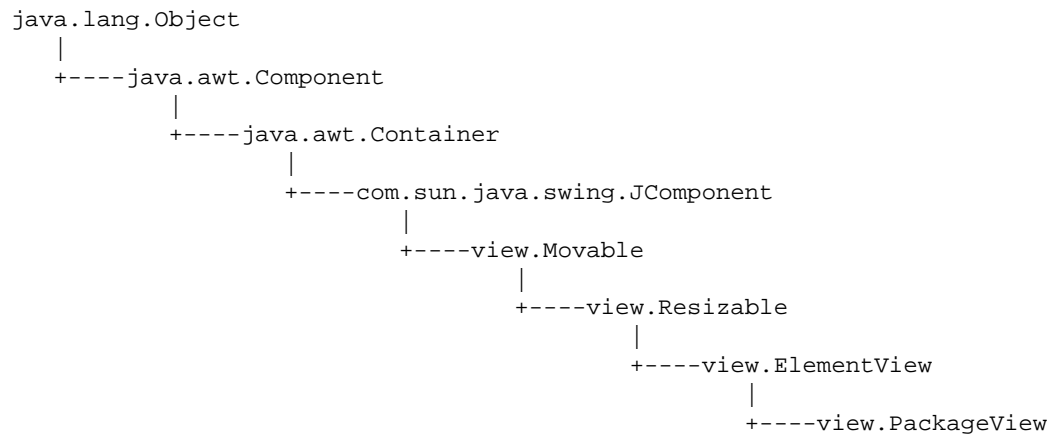 java.lang.Object
   |
   +----java.awt.Component
           |
           +----java.awt.Container
                   |
                   +----com.sun.java.swing.JComponent
                           |
                           +----view.Movable
                                   |
                                   +----view.Resizable
                                           |
                                           +----view.ElementView
                                                   |
                                                   +----view.PackageView